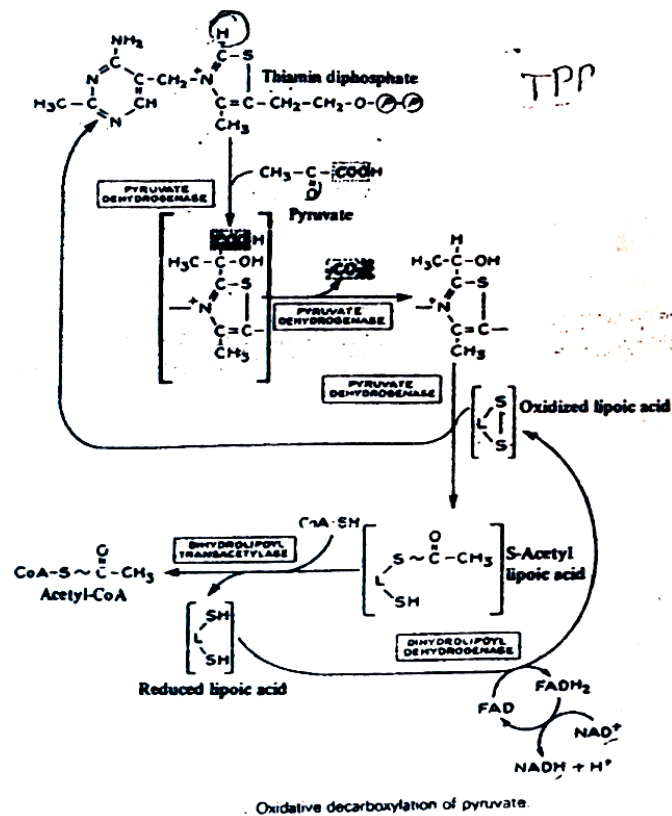 NH₂
H
C
S
N
C
CH₂
N⁺
Thiamin diphosphate
TPP
H₃C
C
CH
C
C
CH₂
CH₂
O
P
P
N
CH₃
CH₃
C
COOH
O
Pyruvate
PYRUVATE
DEHYDROGENASE
COOH
H₃C
C
OH
C
S
N⁺
C
C
CH₃
CO₂
PYRUVATE
DEHYDROGENASE
H
H₃C
C
OH
C
S
N⁺
C
C
CH₃
PYRUVATE
DEHYDROGENASE
L
S
S
Oxidized lipoic acid
CoA-SH
DIHYDROLIPOYL
TRANSACETYLASE
O
CoA-S ~ C-CH₃
Acetyl-CoA
O
S ~ C-CH₃
L
SH
S-Acetyl
lipoic acid
SH
L
SH
Reduced lipoic acid
DIHYDROLIPOYL
DEHYDROGENASE
FAD
FADH₂
NAD⁺
NADH + H⁺
Oxidative decarboxylation of pyruvate.